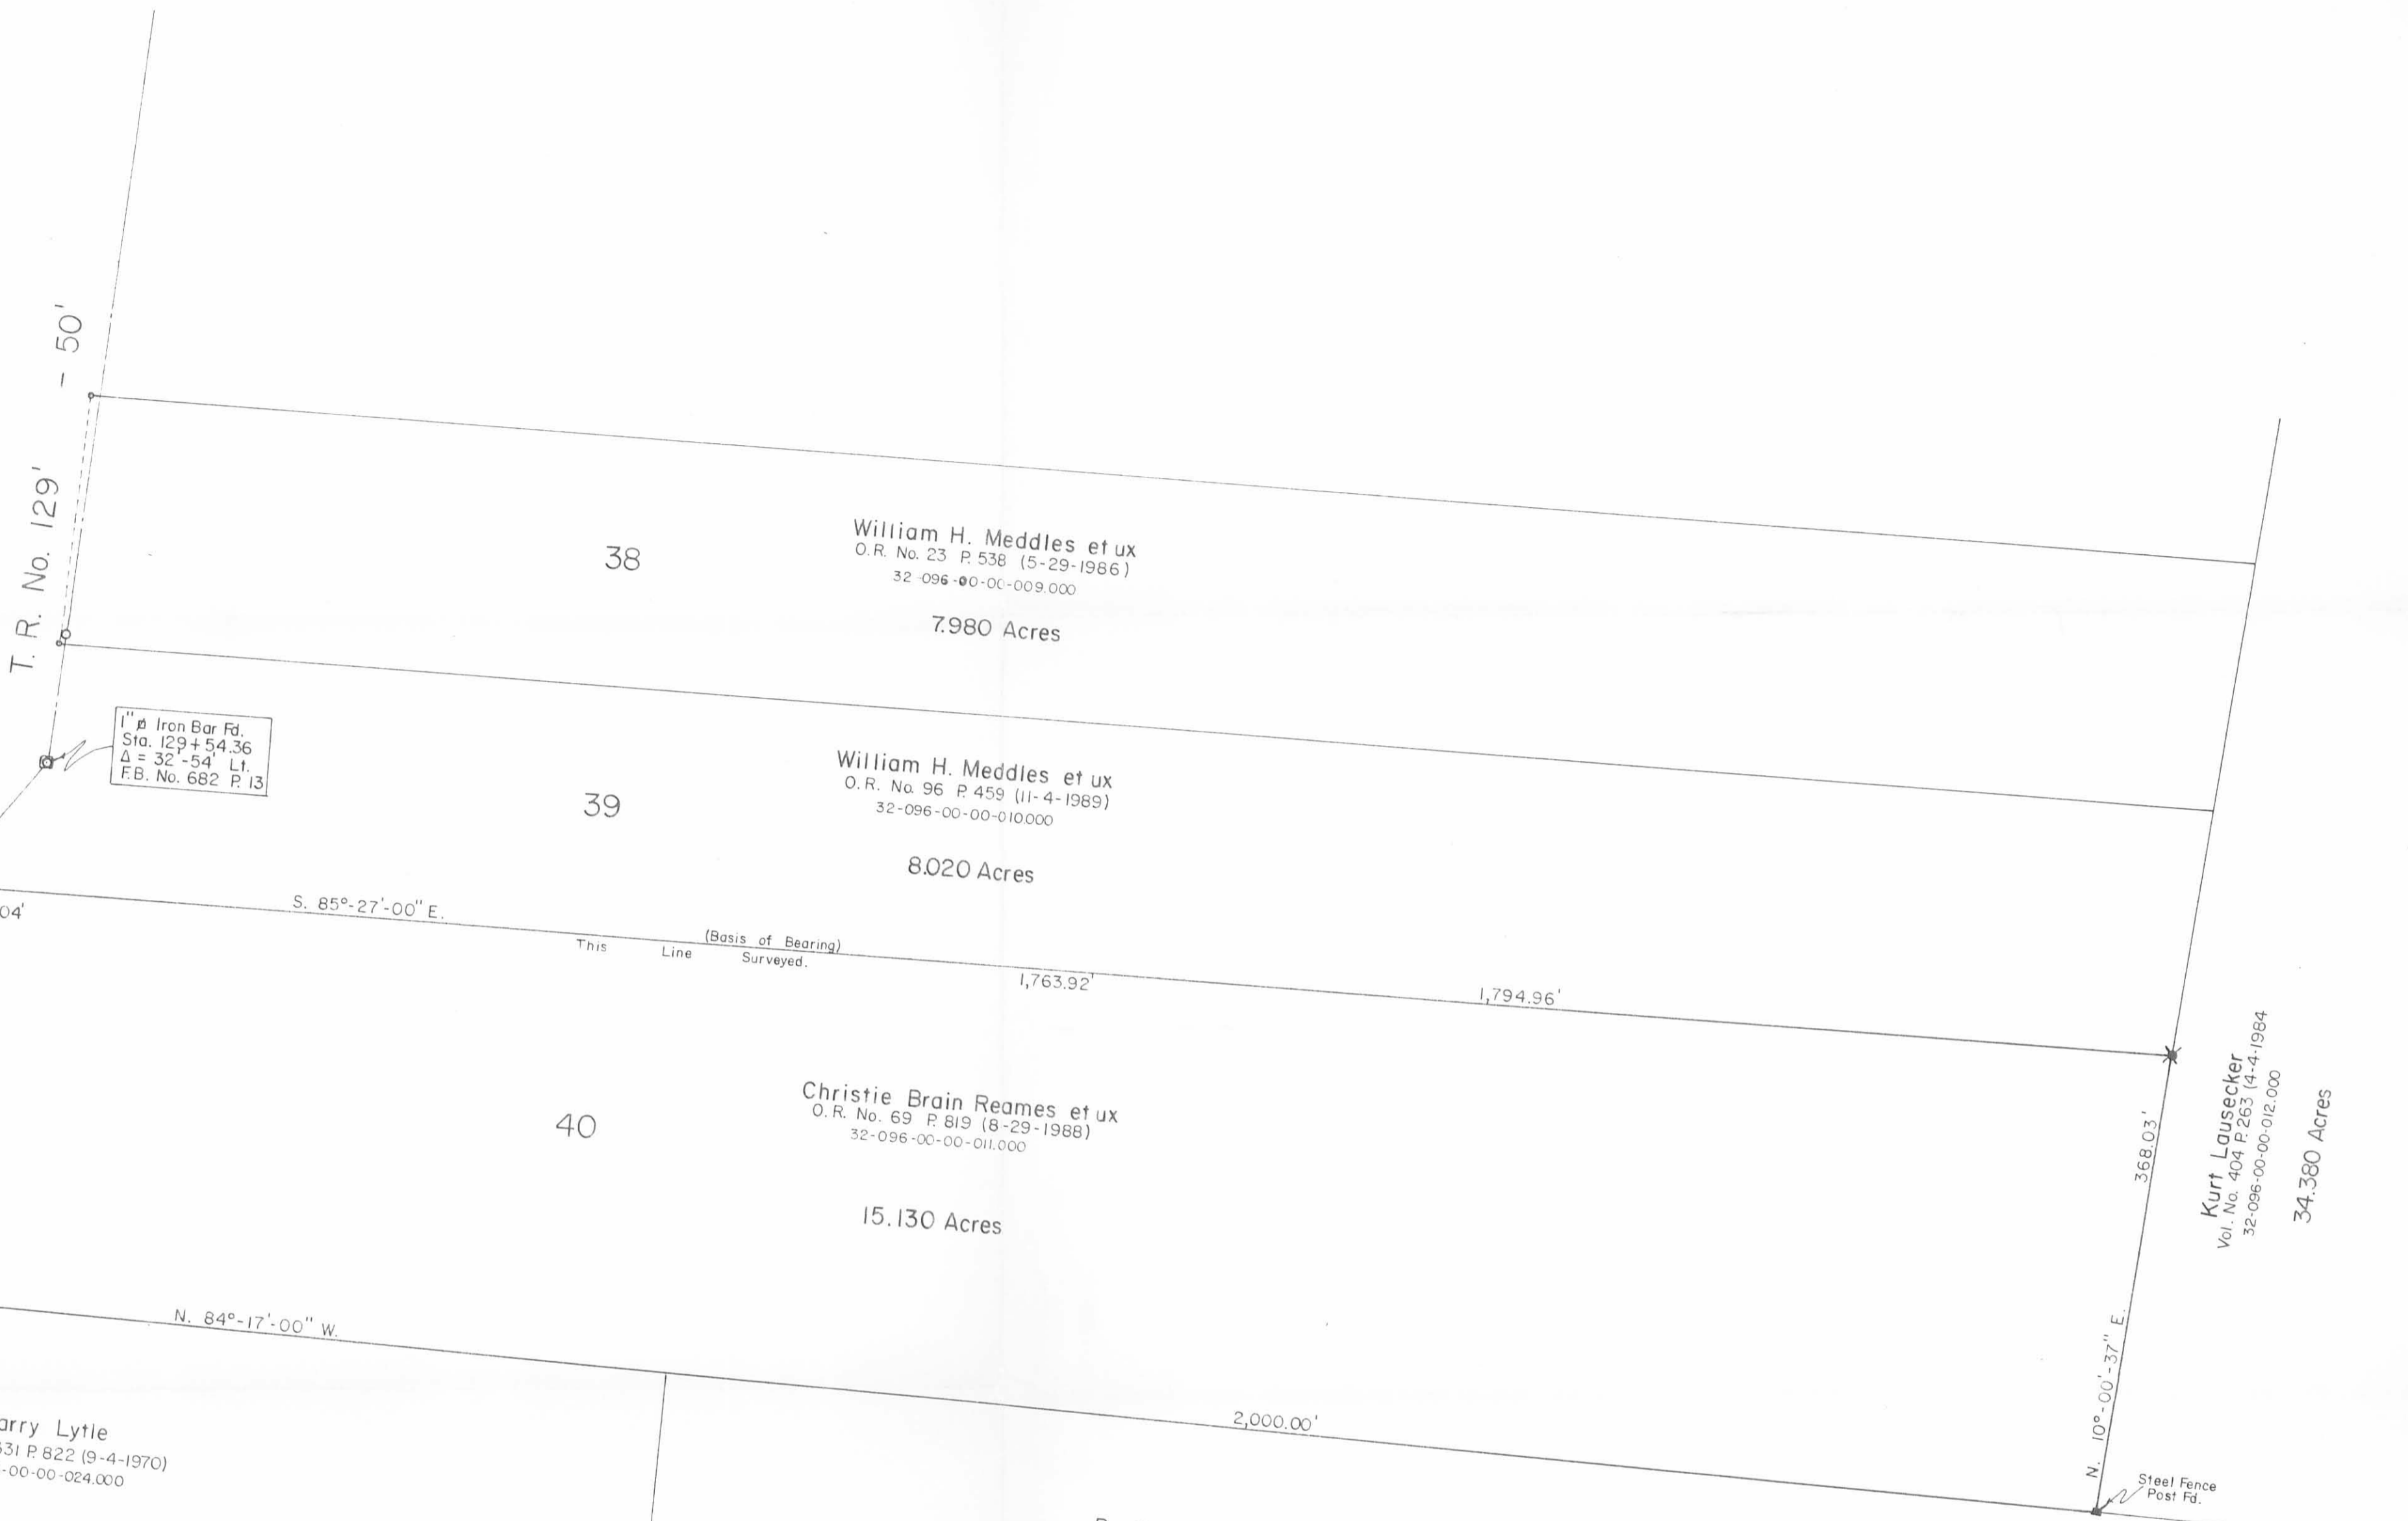 T. R. No. 129' - 50'
38
William H. Meddles et ux
O.R. No. 23 P. 538 (5-29-1986)
32-096-00-00-009.000
7.980 Acres
1" ø Iron Bar Fd.
Sta. 129+54.36
Δ = 32'-54' Lt.
F.B. No. 682 P. 13
39
William H. Meddles et ux
O.R. No. 96 P. 459 (11-4-1989)
32-096-00-00-010.000
8.020 Acres
04'
S. 85°-27'-00" E.
(Basis of Bearing)
This Line Surveyed.
1,763.92'
1,794.96'
40
Christie Brain Reames et ux
O.R. No. 69 P. 819 (8-29-1988)
32-096-00-00-011.000
15.130 Acres
368.03'
N. 10°-00'-37" E.
Kurt Lausecker
Vol. No. 404 P. 263 (4-4-1984
32-096-00-00-012.000
34.380 Acres
N. 84°-17'-00" W.
2,000.00'
Steel Fence
Post Fd.
arry Lytle
531 P. 822 (9-4-1970)
-00-00-024.000